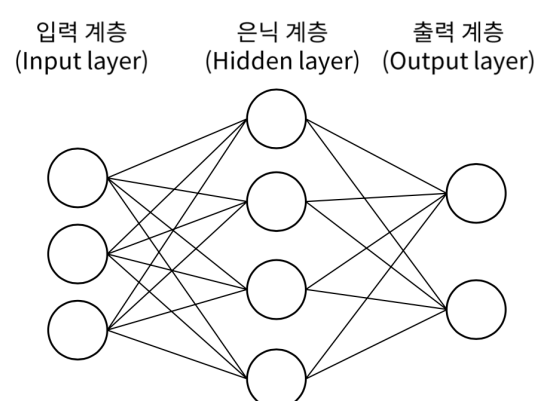 입력 계층
(Input layer)
은닉 계층
(Hidden layer)
출력 계층
(Output layer)